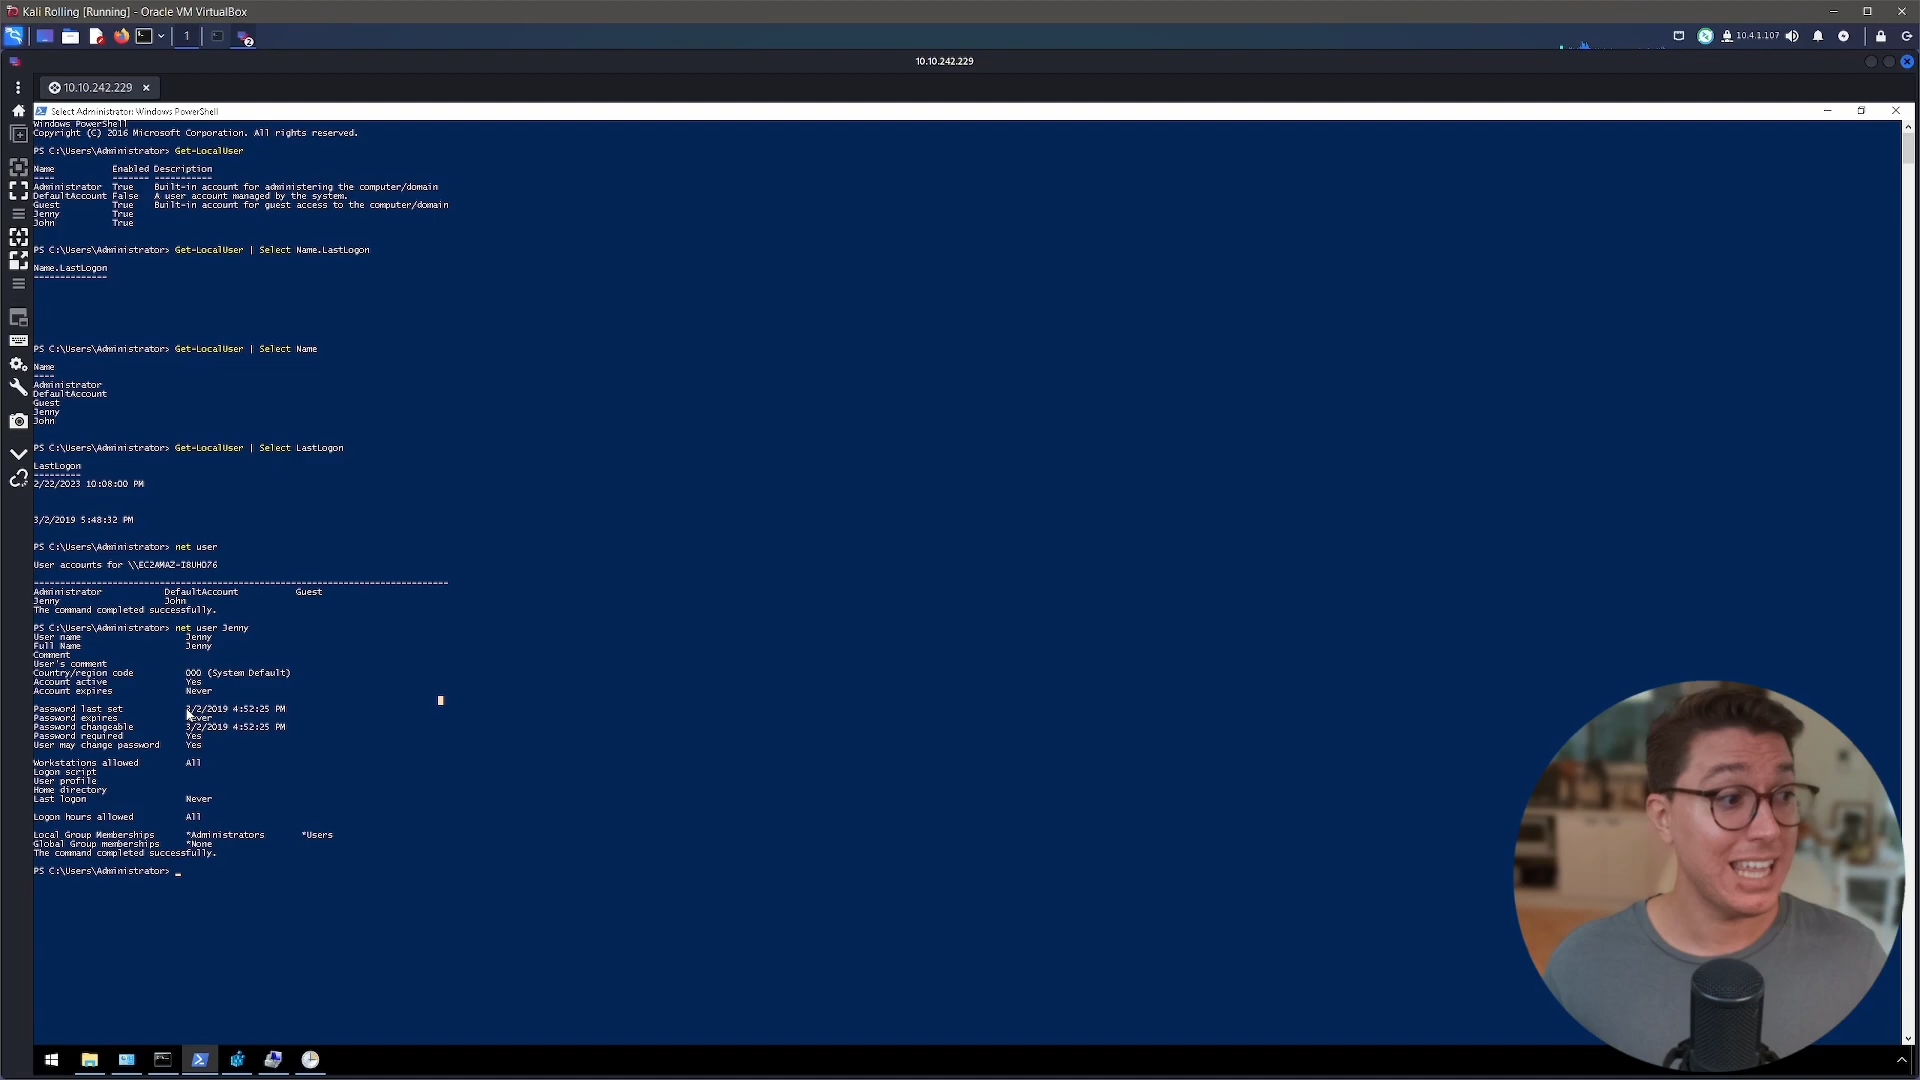 Kali Rolling [Running] - Oracle VM VirtualBox
1
2
10.4.1.107
10.10.242.229
10.10.242.229
Select Administrator: Windows PowerShell
Windows PowerShell
Copyright (C) 2016 Microsoft Corporation. All rights reserved.
PS C:\Users\Administrator> Get-LocalUser
Name Enabled Description
---- ------- -----------
Administrator True Built-in account for administering the computer/domain
DefaultAccount False A user account managed by the system.
Guest True Built-in account for guest access to the computer/domain
Jenny True
John True
PS C:\Users\Administrator> Get-LocalUser | Select Name.LastLogon
Name.LastLogon
--------------
PS C:\Users\Administrator> Get-LocalUser | Select Name
Name
----
Administrator
DefaultAccount
Guest
Jenny
John
PS C:\Users\Administrator> Get-LocalUser | Select LastLogon
LastLogon
---------
2/22/2023 10:08:00 PM
3/2/2019 5:48:32 PM
PS C:\Users\Administrator> net user
User accounts for \\EC2AMAZ-I8UHO76
-------------------------------------------------------------------------------
Administrator DefaultAccount Guest
Jenny John
The command completed successfully.
PS C:\Users\Administrator> net user Jenny
User name Jenny
Full Name Jenny
Comment
User's comment
Country/region code 000 (System Default)
Account active Yes
Account expires Never
Password last set 3/2/2019 4:52:25 PM
Password expires Never
Password changeable 3/2/2019 4:52:25 PM
Password required Yes
User may change password Yes
Workstations allowed All
Logon script
User profile
Home directory
Last logon Never
Logon hours allowed All
Local Group Memberships *Administrators *Users
Global Group memberships *None
The command completed successfully.
PS C:\Users\Administrator> _